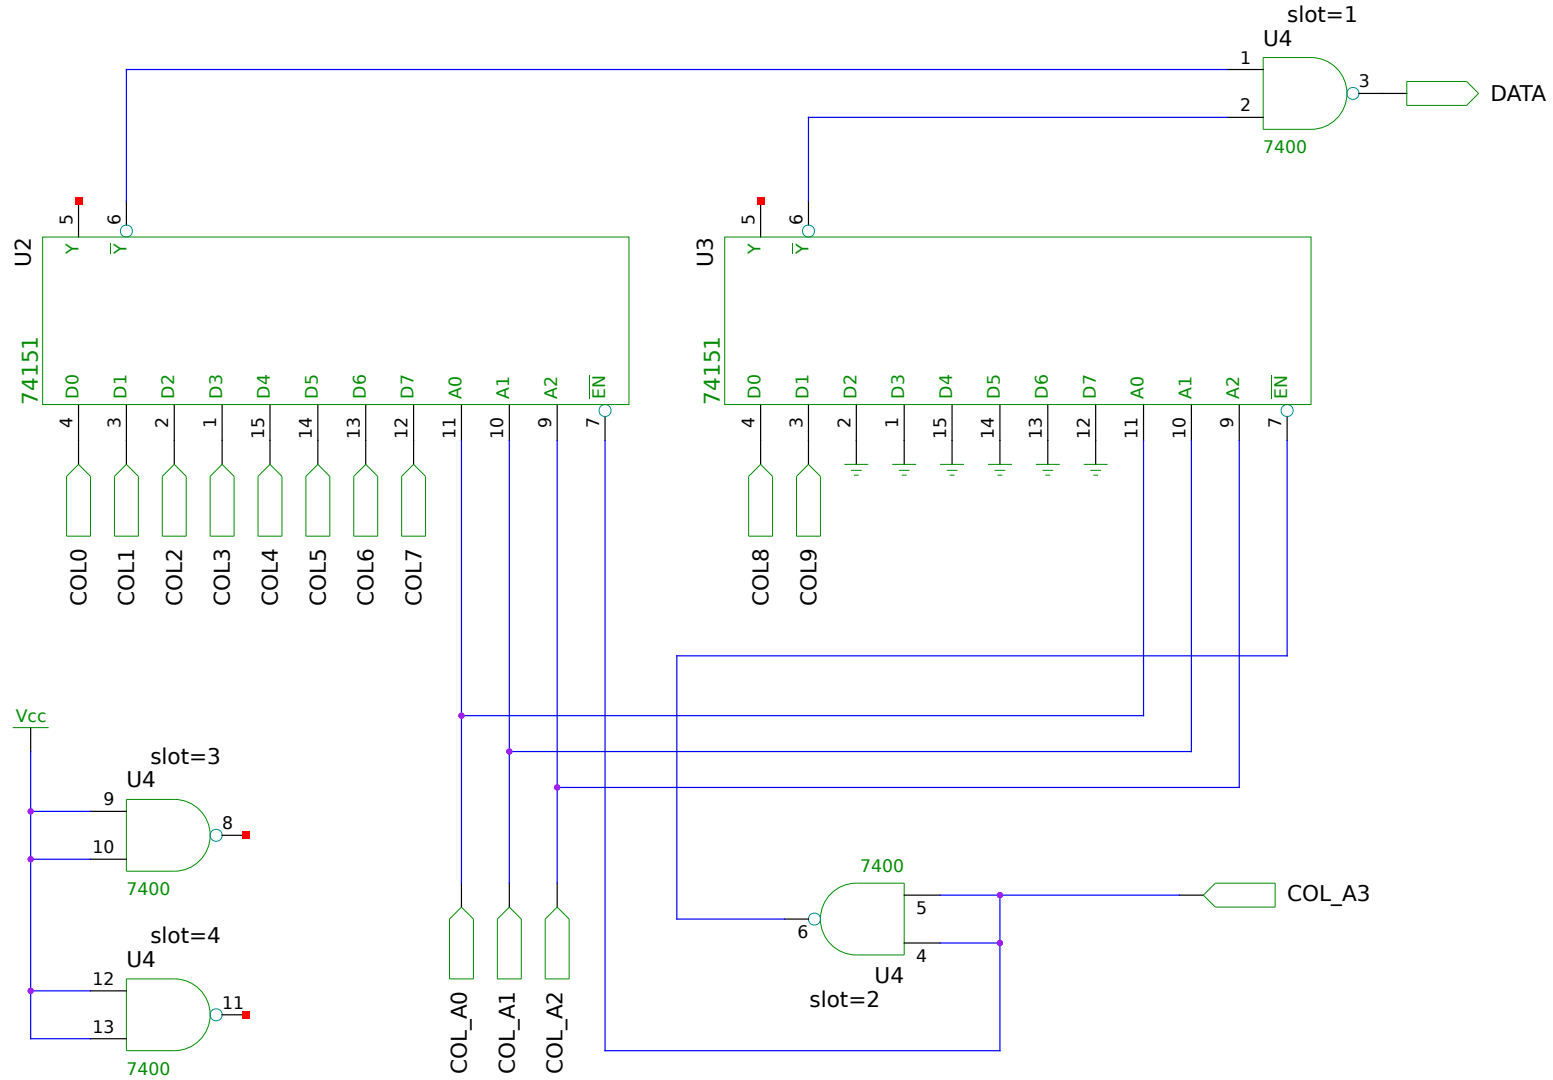 slot=1
U4
1
2
3
DATA
7400
5
6
5
6
U2
Y
Y
U3
Y
Y
74151
D0
D1
D2
D3
D4
D5
D6
D7
A0
A1
A2
EN
74151
D0
D1
D2
D3
D4
D5
D6
D7
A0
A1
A2
EN
4
3
2
1
15
14
13
12
11
10
9
7
4
3
2
1
15
14
13
12
11
10
9
7
COL0
COL1
COL2
COL3
COL4
COL5
COL6
COL7
COL8
COL9
Vcc
slot=3
U4
9
10
8
7400
slot=4
U4
12
13
11
7400
COL_A0
COL_A1
COL_A2
7400
5
6
4
U4
slot=2
COL_A3